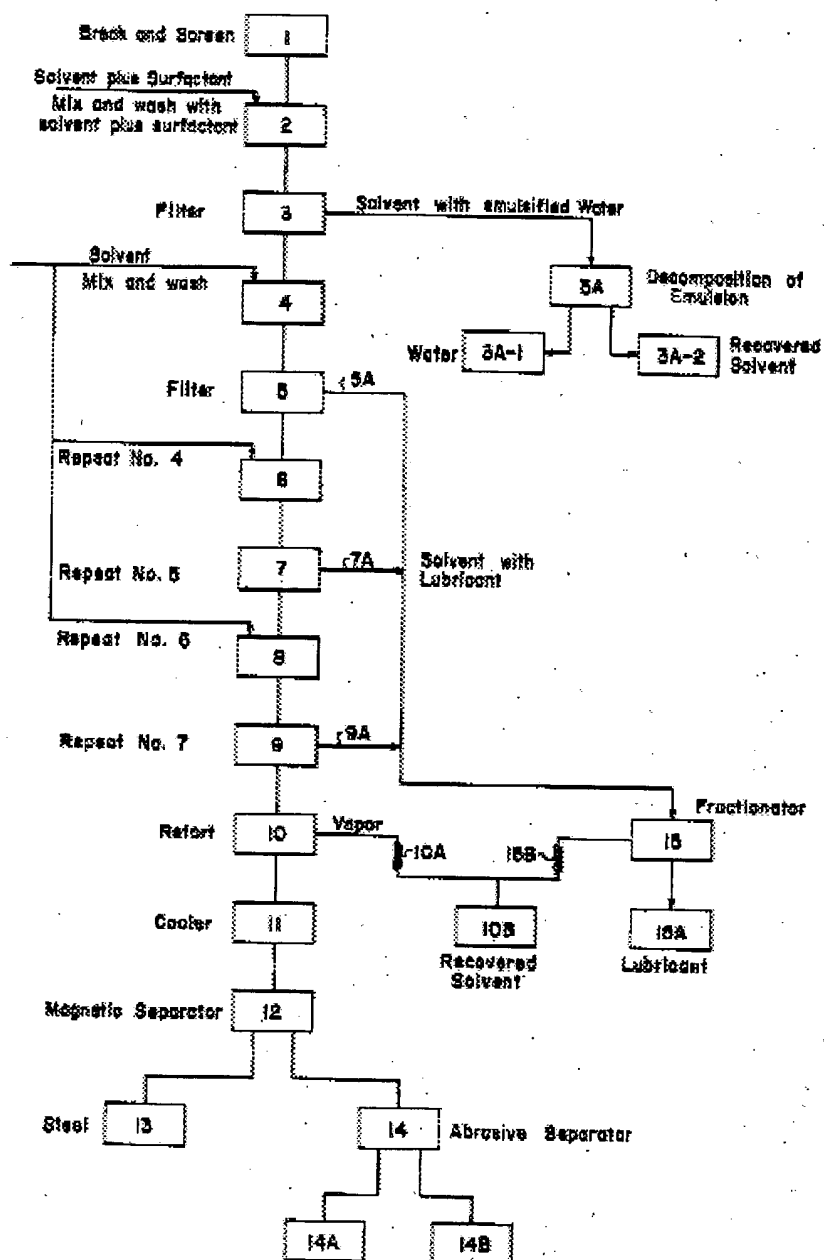 Break and Screen
1
Solvent plus Surfactant
Mix and wash with
solvent plus surfactant
2
Filter
3
Solvent with emulsified Water
Solvent
Mix and wash
4
3A
Decomposition of
Emulsion
Water
3A-1
3A-2
Recovered
Solvent
Filter
5
5A
Repeat No. 4
6
Repeat No. 5
7
7A
Solvent with
Lubricant
Repeat No. 6
8
Repeat No. 7
9
9A
Fractionator
Retort
10
Vapor
10A
15B
15
Cooler
11
10B
Recovered
Solvent
15A
Lubricant
Magnetic Separator
12
Steel
13
14
Abrasive Separator
14A
14B